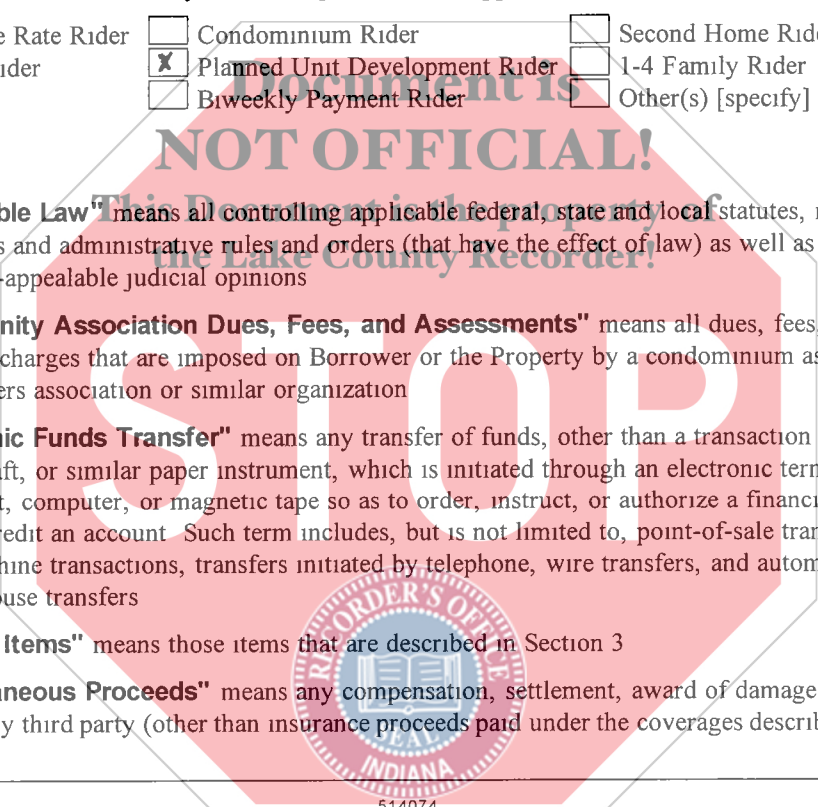 e Rate Rider Condominium Rider Second Home Ride
ider X Planned Unit Development Rider 1-4 Family Rider
Biweekly Payment Rider Other(s) [specify]
Document is
NOT OFFICIAL!
This Document is the property of
the Lake County Recorder!
ble Law" means all controlling applicable federal, state and local statutes,
s and administrative rules and orders (that have the effect of law) as well as
-appealable judicial opinions
nity Association Dues, Fees, and Assessments" means all dues, fees,
charges that are imposed on Borrower or the Property by a condominium as
ers association or similar organization
nic Funds Transfer" means any transfer of funds, other than a transaction
aft, or similar paper instrument, which is initiated through an electronic term
t, computer, or magnetic tape so as to order, instruct, or authorize a financi
redit an account Such term includes, but is not limited to, point-of-sale tran
hine transactions, transfers initiated by telephone, wire transfers, and autom
ouse transfers
Items" means those items that are described in Section 3
aneous Proceeds" means any compensation, settlement, award of damage
y third party (other than insurance proceeds paid under the coverages describ
STOP
RECORDER'S OFFICE
SEAL
INDIANA
514074